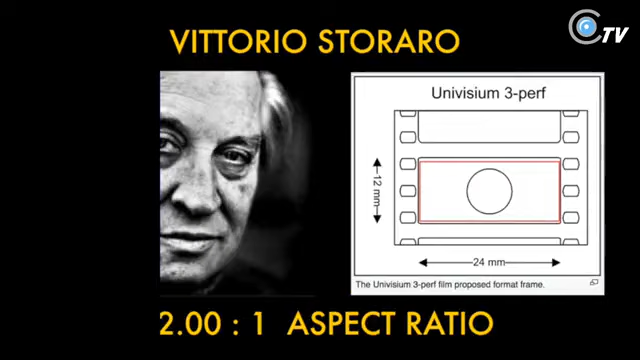 VITTORIO STORARO
TV
Univisium 3-perf
12 mm
24 mm
The Univisium 3-perf film proposed format frame.
2.00 : 1 ASPECT RATIO